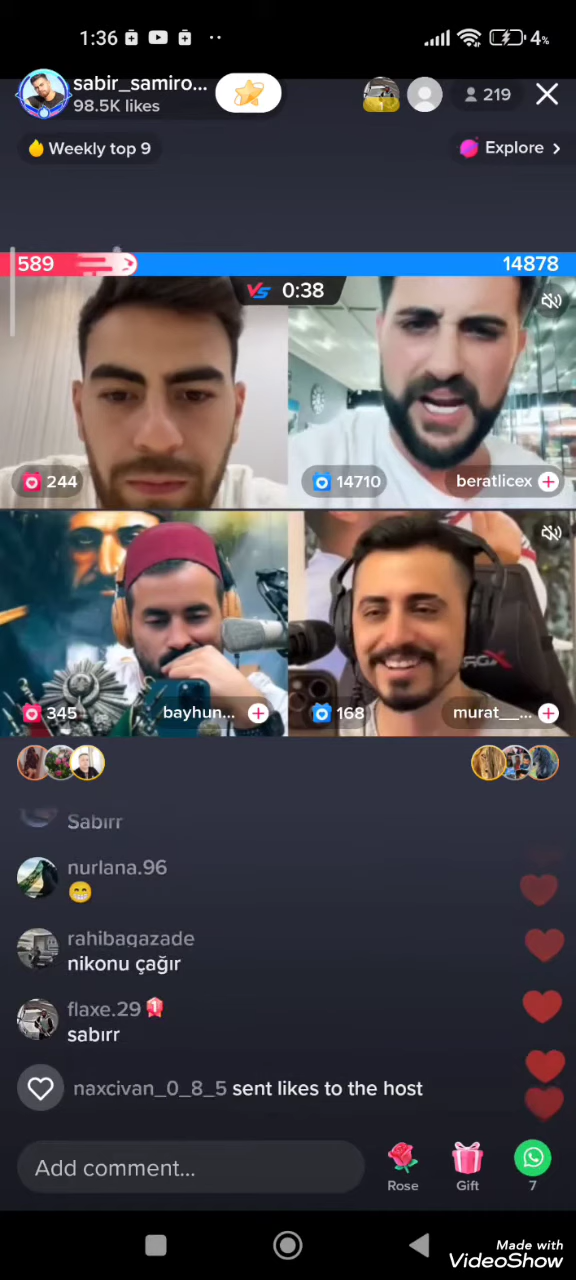 1:36
4%
sabir_samiro...
98.5K likes
219
Weekly top 9
Explore >
589
14878
VS 0:38
244
14710
beratlicex
345
bayhun...
168
murat__...
Sabırr
nurlana.96
😁
rahibagazade
nikonu çağır
flaxe.29 1
sabırr
naxcivan_0_8_5 sent likes to the host
Add comment...
Rose
Gift
7
Made with
VideoShow